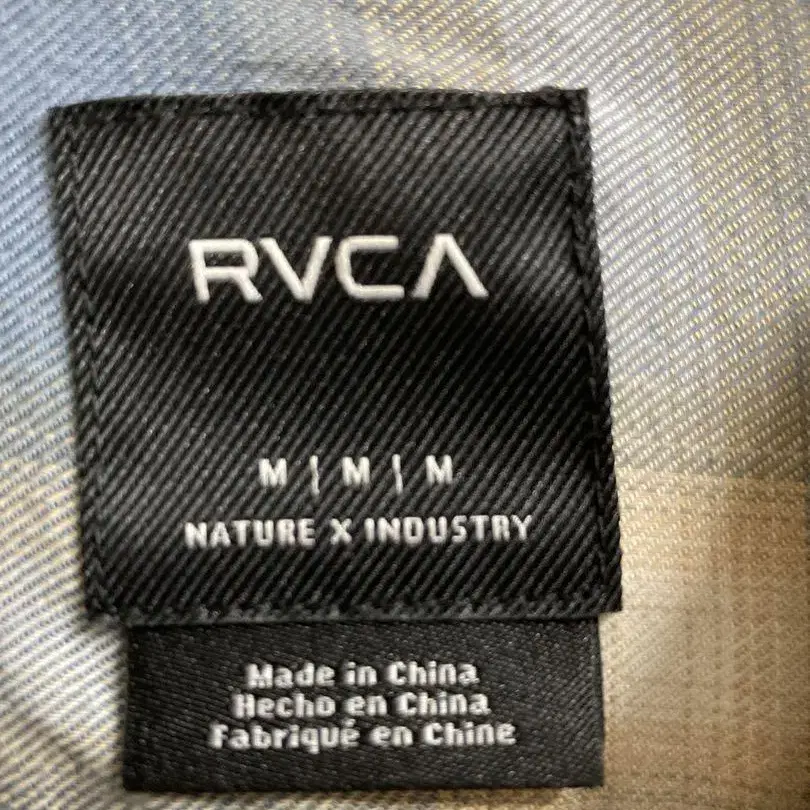 RVCA
M | M | M
NATURE X INDUSTRY
Made in China
Hecho en China
Fabriqué en Chine